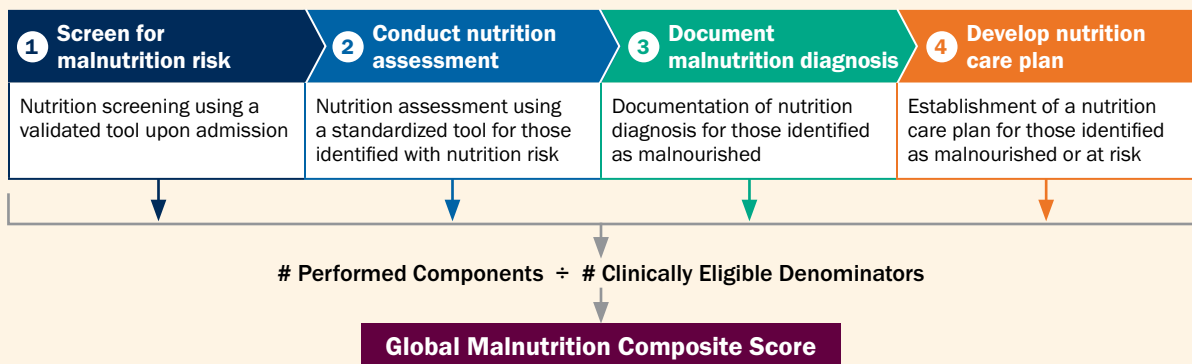 1 Screen for
malnutrition risk
2 Conduct nutrition
assessment
3 Document
malnutrition diagnosis
4 Develop nutrition
care plan
Nutrition screening using a
validated tool upon admission
Nutrition assessment using
a standardized tool for those
identified with nutrition risk
Documentation of nutrition
diagnosis for those identified
as malnourished
Establishment of a nutrition
care plan for those identified
as malnourished or at risk
# Performed Components ÷ # Clinically Eligible Denominators
Global Malnutrition Composite Score